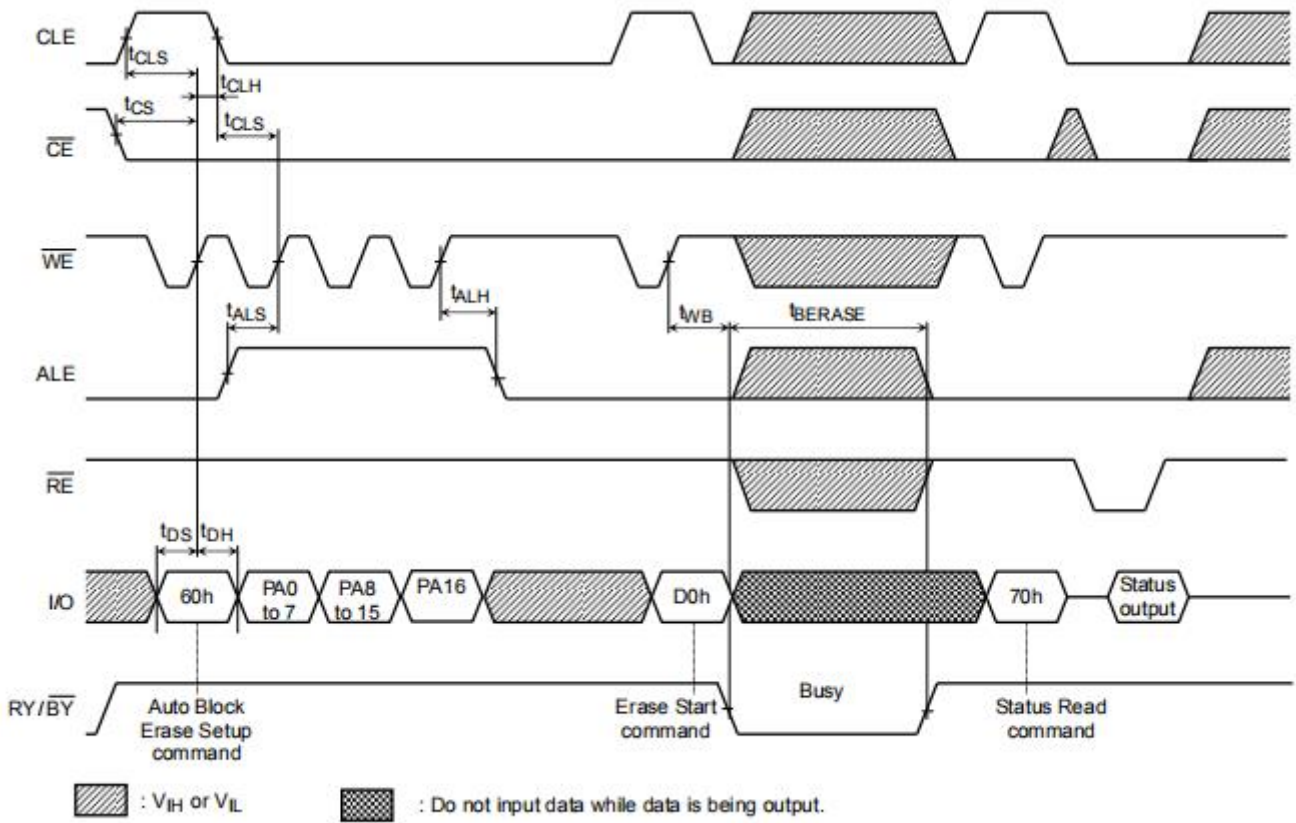 CLE
tCLS
tCLH
tCS
tCLS
CE
WE
tALH
tALS
tWB
tBERASE
ALE
RE
tDS
tDH
I/O
60h
PA0 to 7
PA8 to 15
PA16
D0h
70h
Status output
RY/BY
Busy
Auto Block
Erase Setup
command
Erase Start
command
Status Read
command
: VIH or VIL
: Do not input data while data is being output.